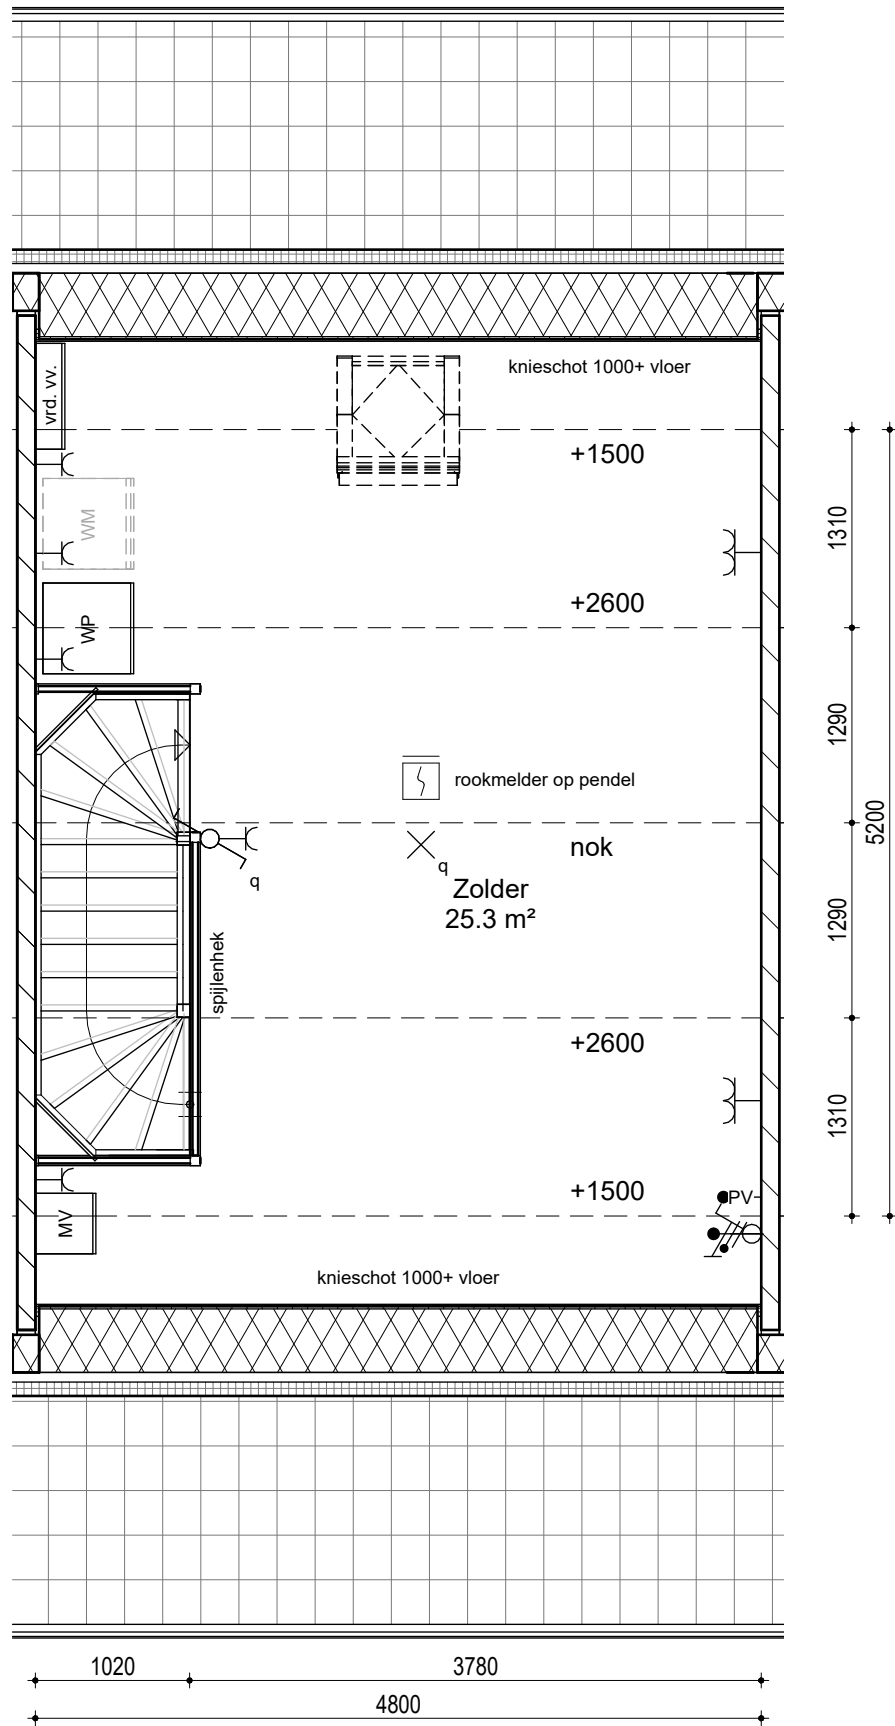 knieschot 1000+ vloer
vrd. vv.
+1500
WM
1310
+2600
WP
1290
rookmelder op pendel
5200
nok
q
q
Zolder
25.3 m²
1290
spijlenhek
+2600
1310
+1500
PV
MV
knieschot 1000+ vloer
1020
3780
4800